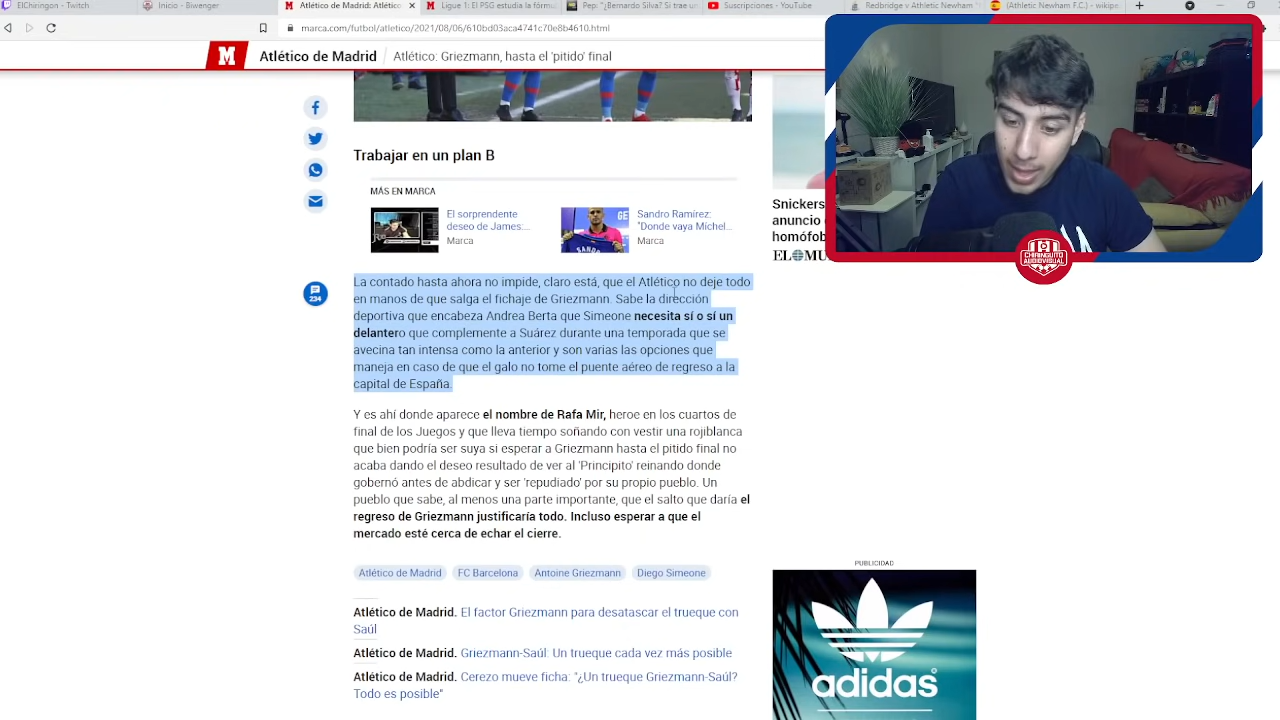 ElChiringon - Twitch
Inicio - Biwenger
Atlético de Madrid: Atlético
Ligue 1: El PSG estudia la fórmu
Pep: "¿Bernardo Silva? Si trae un
Suscripciones - YouTube
Redbridge v Athletic Newham
(Athletic Newham F.C.) - wikipe
marca.com/futbol/atletico/2021/08/06/610bd03aca4741c70e8b4610.html
M
Atlético de Madrid
Atlético: Griezmann, hasta el 'pitido' final
Trabajar en un plan B
MÁS EN MARCA
El sorprendente
deseo de James:...
Marca
Sandro Ramírez:
"Donde vaya Míchel...
Marca
GE
SANDR
Snickers
anuncio
homófob
EL MU
CHIRINGUITO
AUDIOVISUAL
234
La contado hasta ahora no impide, claro está, que el Atlético no deje todo
en manos de que salga el fichaje de Griezmann. Sabe la dirección
deportiva que encabeza Andrea Berta que Simeone necesita sí o sí un
delantero que complemente a Suárez durante una temporada que se
avecina tan intensa como la anterior y son varias las opciones que
maneja en caso de que el galo no tome el puente aéreo de regreso a la
capital de España.
Y es ahí donde aparece el nombre de Rafa Mir, heroe en los cuartos de
final de los Juegos y que lleva tiempo soñando con vestir una rojiblanca
que bien podría ser suya si esperar a Griezmann hasta el pitido final no
acaba dando el deseo resultado de ver al 'Principito' reinando donde
gobernó antes de abdicar y ser 'repudiado' por su propio pueblo. Un
pueblo que sabe, al menos una parte importante, que el salto que daría el
regreso de Griezmann justificaría todo. Incluso esperar a que el
mercado esté cerca de echar el cierre.
Atlético de Madrid
FC Barcelona
Antoine Griezmann
Diego Simeone
Atlético de Madrid. El factor Griezmann para desatascar el trueque con
Saúl
Atlético de Madrid. Griezmann-Saúl: Un trueque cada vez más posible
Atlético de Madrid. Cerezo mueve ficha: "¿Un trueque Griezmann-Saúl?
Todo es posible"
PUBLICIDAD
adidas